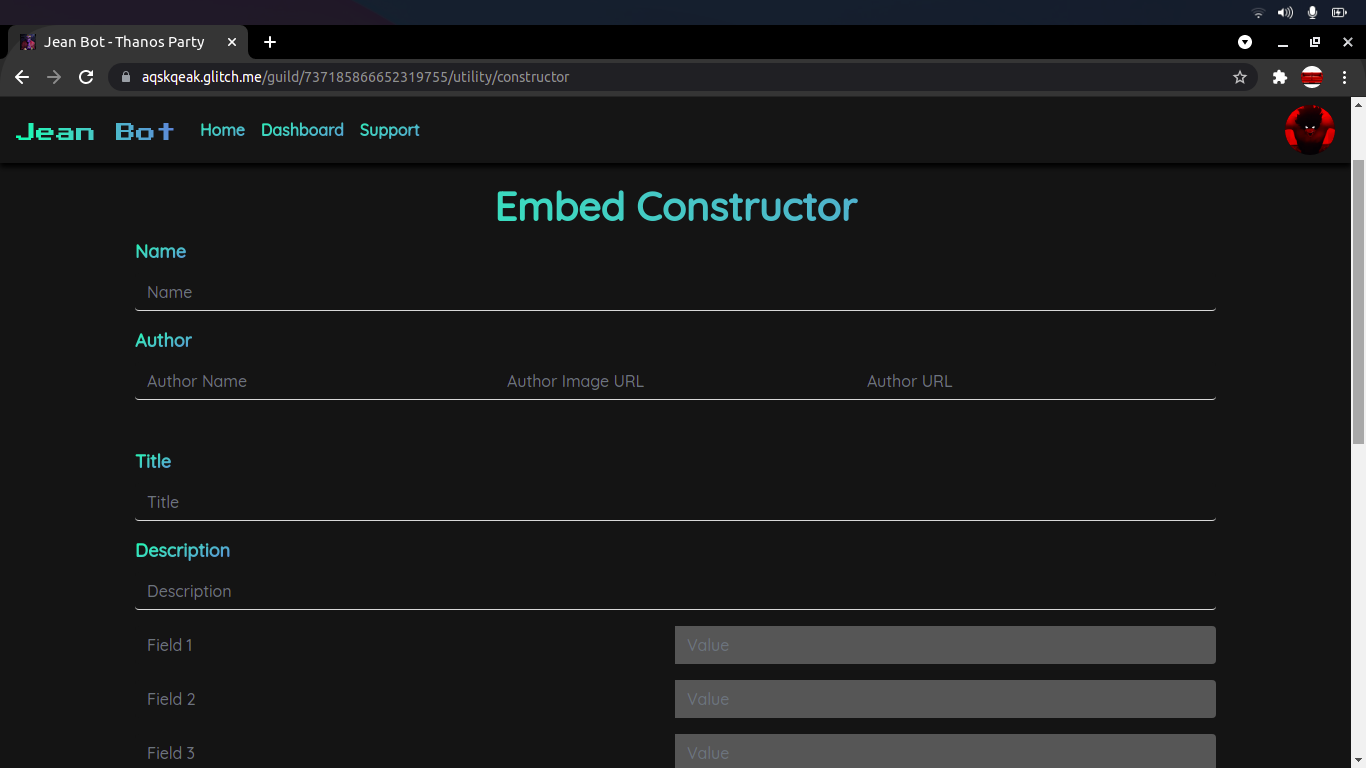 Jean Bot - Thanos Party
aqskqeak.glitch.me/guild/737185866652319755/utility/constructor
Jean Bot Home Dashboard Support
Embed Constructor
Name
Name
Author
Author Name Author Image URL Author URL
Title
Title
Description
Description
Field 1 Value
Field 2 Value
Field 3 Value